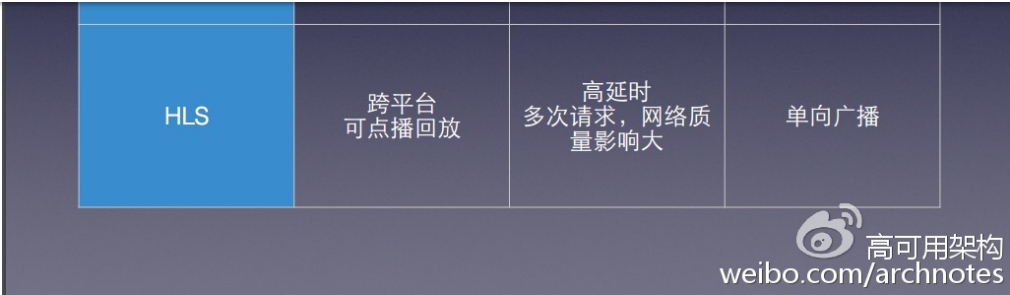 HLS
跨平台
可点播回放
高延时
多次请求，网络质
量影响大
单向广播
高可用架构
weibo.com/archnotes